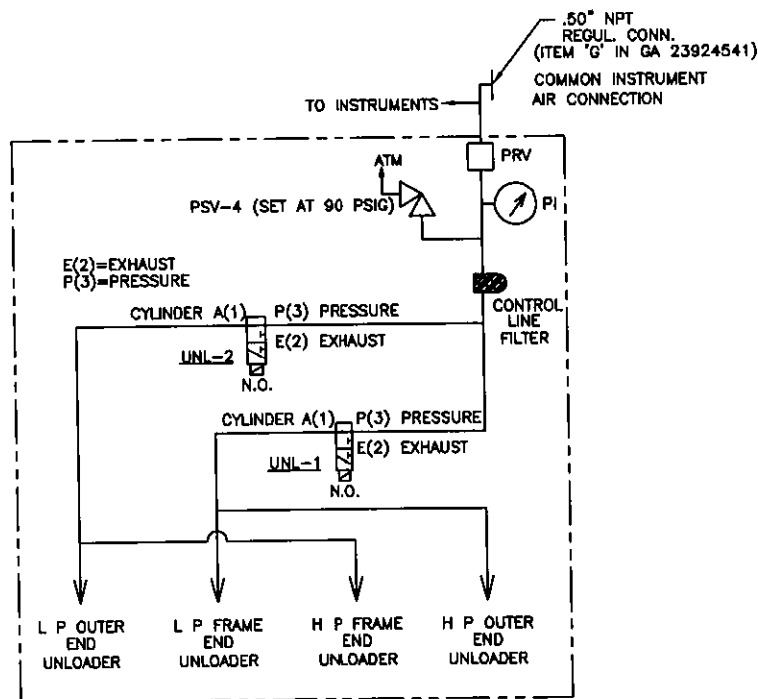 .50" NPT
REGUL. CONN.
(ITEM "G" IN GA 23924541)
COMMON INSTRUMENT
AIR CONNECTION
TO INSTRUMENTS
PRV
ATM
PSV-4 (SET AT 90 PSIG)
PI
E(2)=EXHAUST
P(3)=PRESSURE
CONTROL
LINE
FILTER
CYLINDER A(1) P(3) PRESSURE
E(2) EXHAUST
UNL-2
N.O.
CYLINDER A(1) P(3) PRESSURE
E(2) EXHAUST
UNL-1
N.O.
L P OUTER
END
UNLOADER
L P FRAME
END
UNLOADER
H P FRAME
END
UNLOADER
H P OUTER
END
UNLOADER